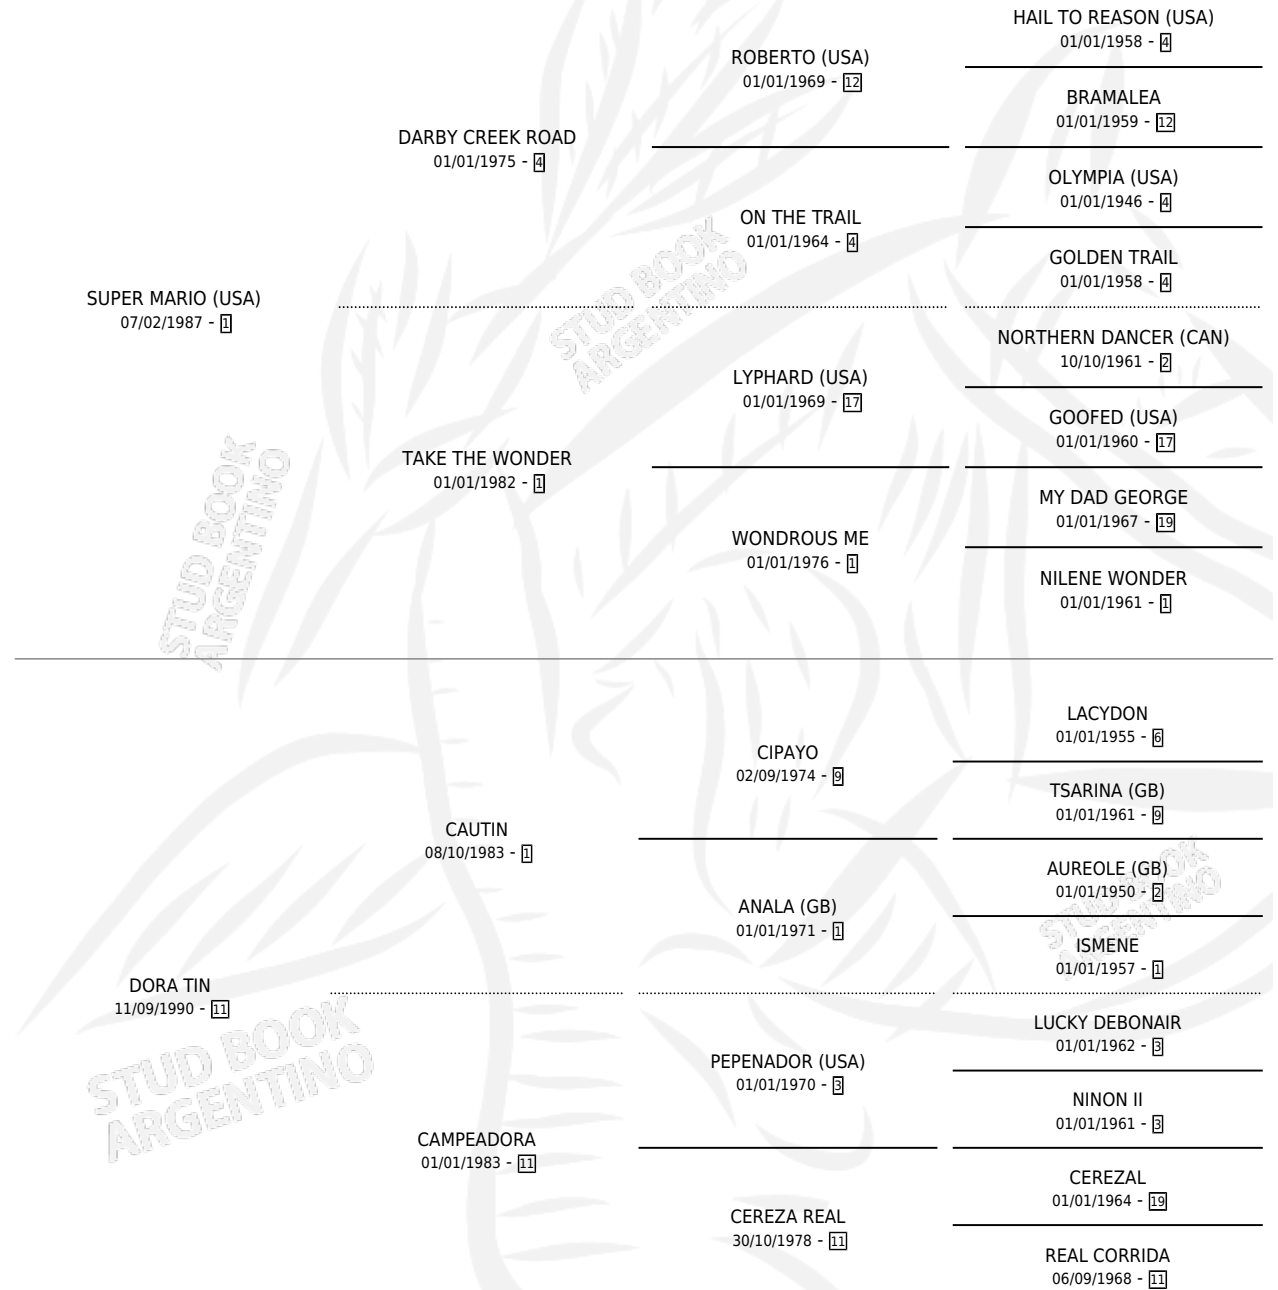 HAIL TO REASON (USA)
01/01/1958 - 4
ROBERTO (USA)
01/01/1969 - 12
BRAMALEA
01/01/1959 - 12
DARBY CREEK ROAD
01/01/1975 - 4
OLYMPIA (USA)
01/01/1946 - 4
ON THE TRAIL
01/01/1964 - 4
GOLDEN TRAIL
01/01/1958 - 4
SUPER MARIO (USA)
07/02/1987 - 1
NORTHERN DANCER (CAN)
10/10/1961 - 2
LYPHARD (USA)
01/01/1969 - 17
GOOFED (USA)
01/01/1960 - 17
TAKE THE WONDER
01/01/1982 - 1
MY DAD GEORGE
01/01/1967 - 19
WONDROUS ME
01/01/1976 - 1
NILENE WONDER
01/01/1961 - 1
LACYDON
01/01/1955 - 6
CIPAYO
02/09/1974 - 9
TSARINA (GB)
01/01/1961 - 9
CAUTIN
08/10/1983 - 1
AUREOLE (GB)
01/01/1950 - 2
ANALA (GB)
01/01/1971 - 1
ISMENE
01/01/1957 - 1
DORA TIN
11/09/1990 - 11
LUCKY DEBONAIR
01/01/1962 - 3
PEPENADOR (USA)
01/01/1970 - 3
NINON II
01/01/1961 - 3
CAMPEADORA
01/01/1983 - 11
CEREZAL
01/01/1964 - 19
CEREZA REAL
30/10/1978 - 11
REAL CORRIDA
06/09/1968 - 11
STUD BOOK
ARGENTINO
STUD BOOK
ARGENTINO
STUD BOOK
ARGENTINO
STUD BOOK
ARGENTINO